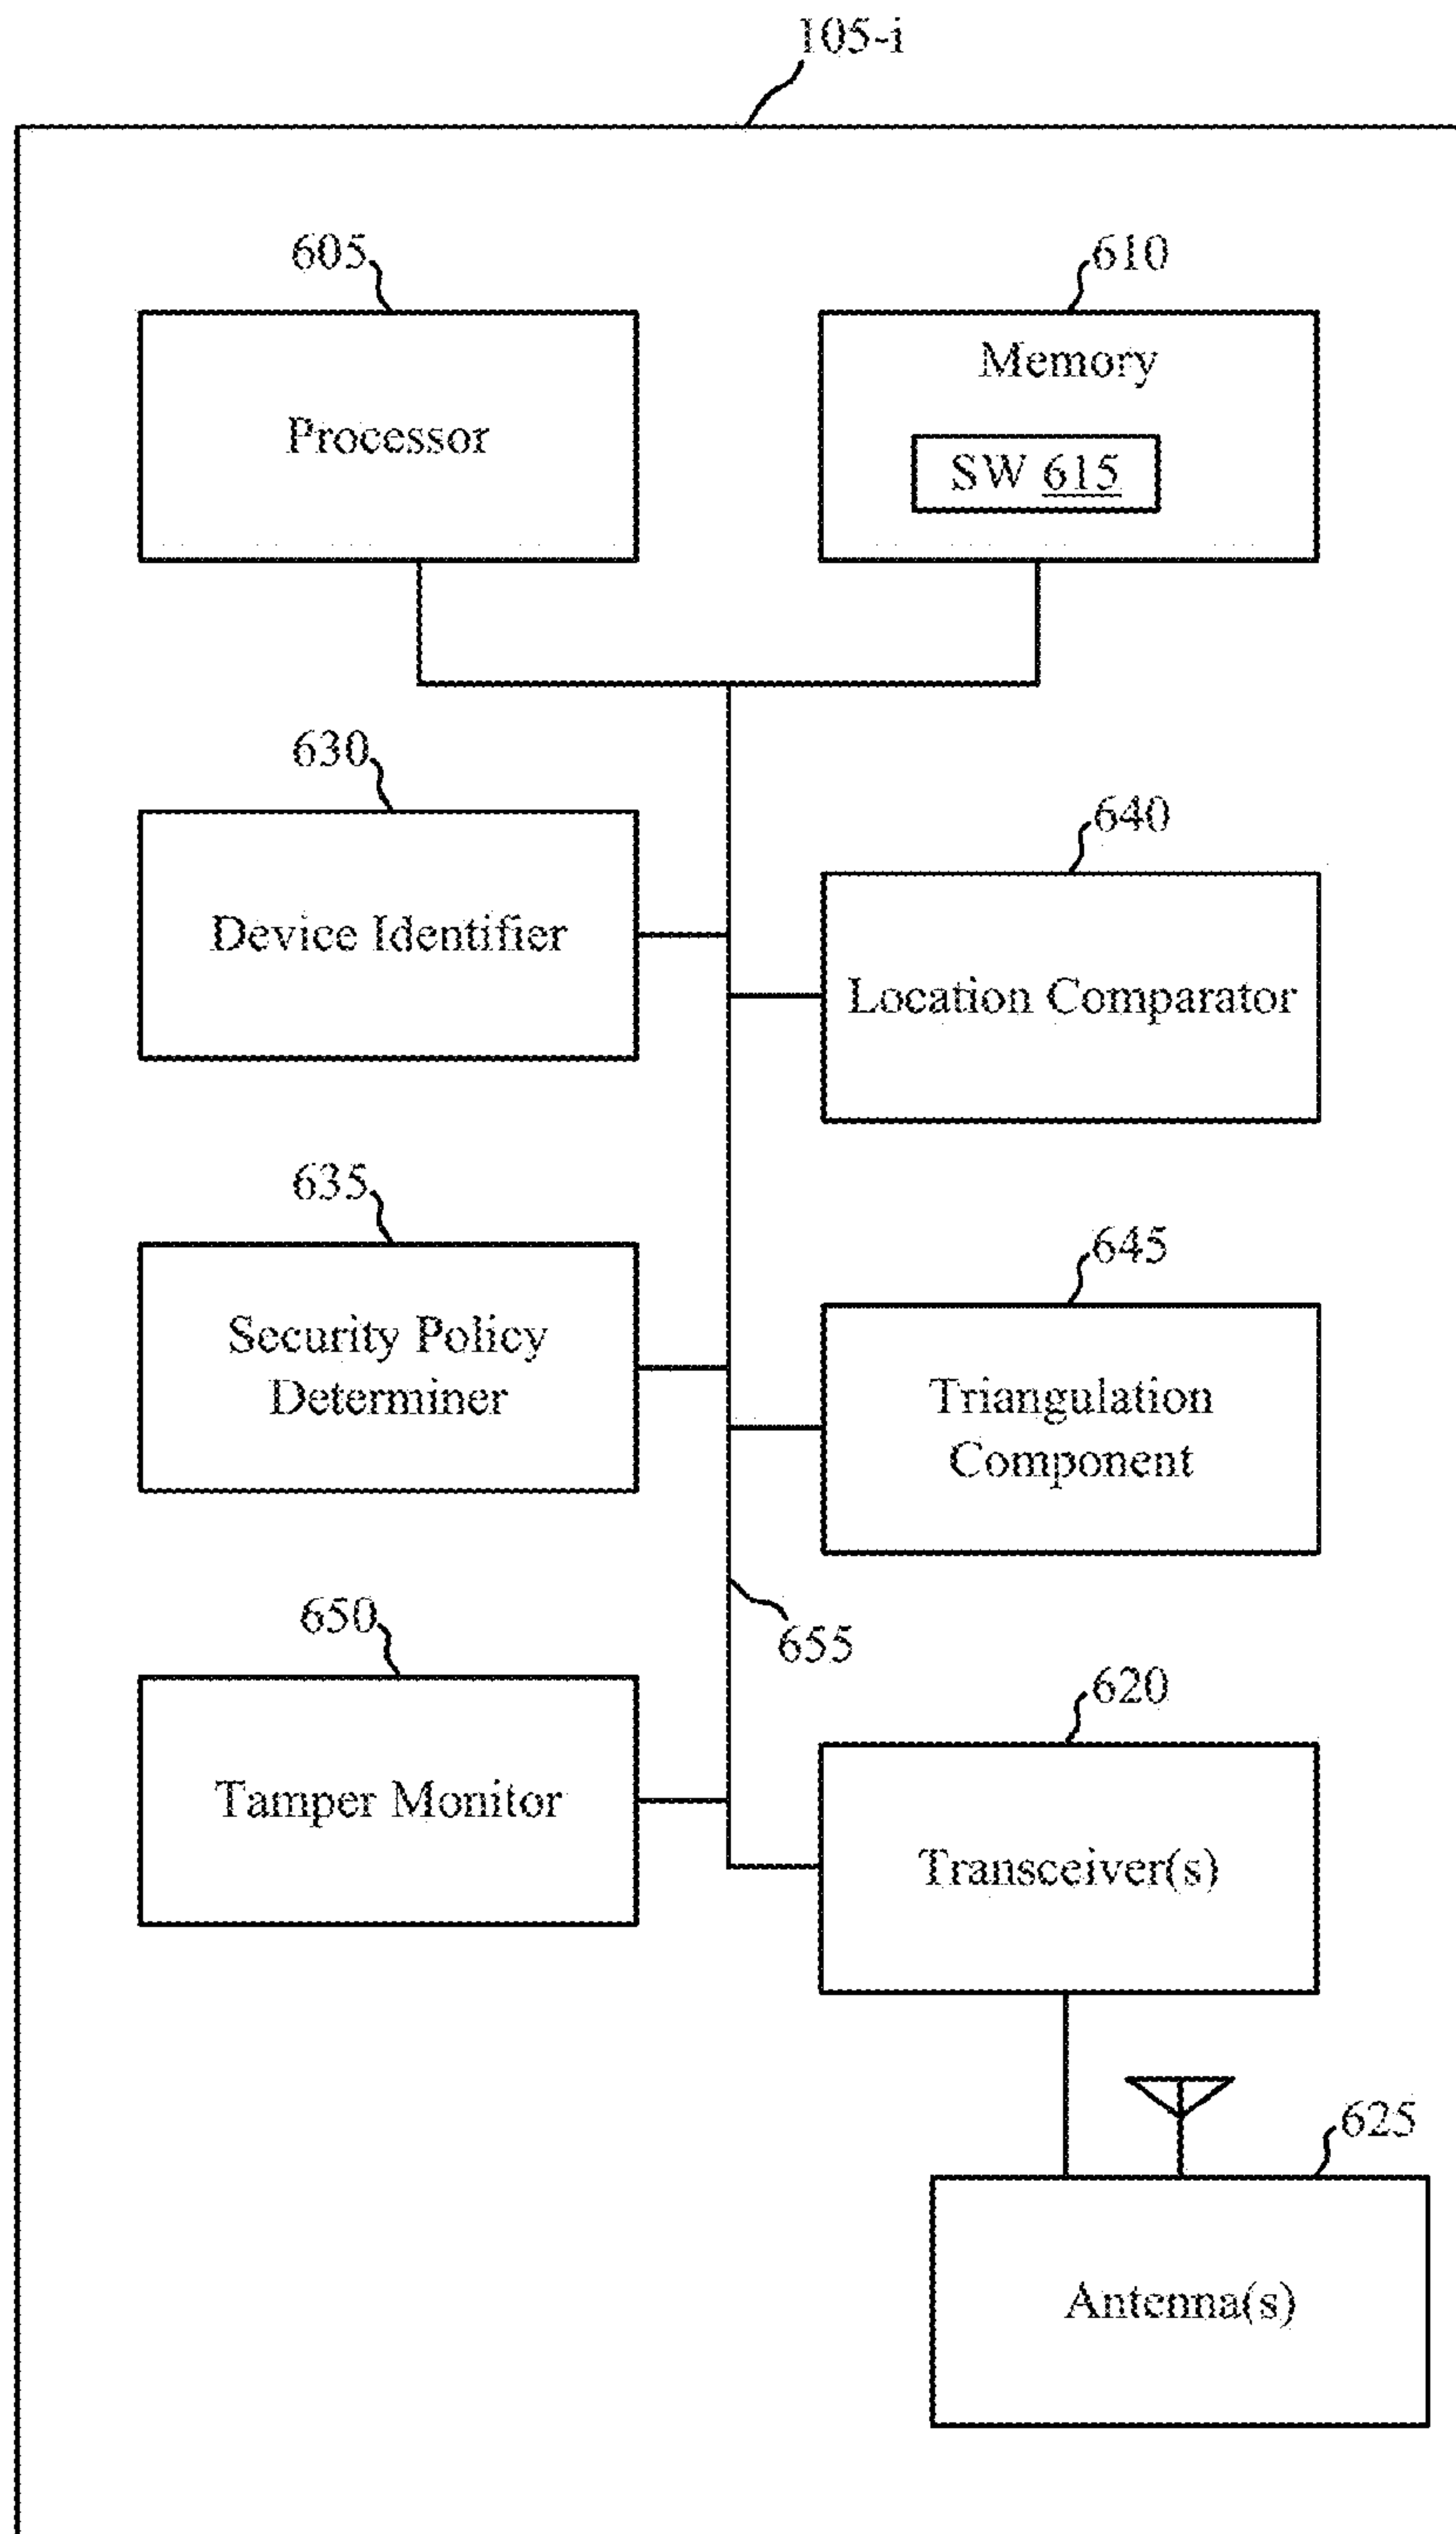 105-i
605
610
Processor
Memory
SW 615
630
640
Device Identifier
Location Comparator
635
645
Security Policy
Determiner
Triangulation
Component
650
655
620
Tamper Monitor
Transceiver(s)
625
Antenna(s)